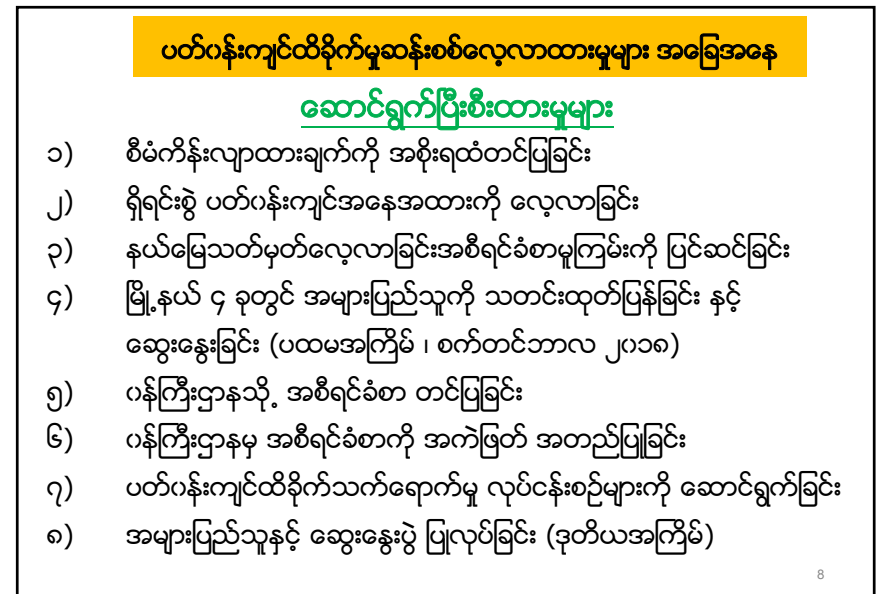 ပတ်ဝန်းကျင်ထိခိုက်မှုဆန်းစစ်လေ့လာထားမှုများ အခြေအနေ
ဆောင်ရွက်ပြီးစီးထားမှုများ
၁) စီမံကိန်းလျာထားချက်ကို အစိုးရထံတင်ပြခြင်း
၂) ရှိရင်းစွဲ ပတ်ဝန်းကျင်အနေအထားကို လေ့လာခြင်း
၃) နယ်မြေသတ်မှတ်လေ့လာခြင်းအစီရင်ခံစာမူကြမ်းကို ပြင်ဆင်ခြင်း
၄) မြို့နယ် ၄ ခုတွင် အများပြည်သူကို သတင်းထုတ်ပြန်ခြင်း နှင့်
ဆွေးနွေးခြင်း (ပထမအကြိမ် ၊ စက်တင်ဘာလ ၂၀၁၈)
၅) ဝန်ကြီးဌာနသို့ အစီရင်ခံစာ တင်ပြခြင်း
၆) ဝန်ကြီးဌာနမှ အစီရင်ခံစာကို အကဲဖြတ် အတည်ပြုခြင်း
၇) ပတ်ဝန်းကျင်ထိခိုက်သက်ရောက်မှု လုပ်ငန်းစဉ်များကို ဆောင်ရွက်ခြင်း
၈) အများပြည်သူနှင့် ဆွေးနွေးပွဲ ပြုလုပ်ခြင်း (ဒုတိယအကြိမ်)
8